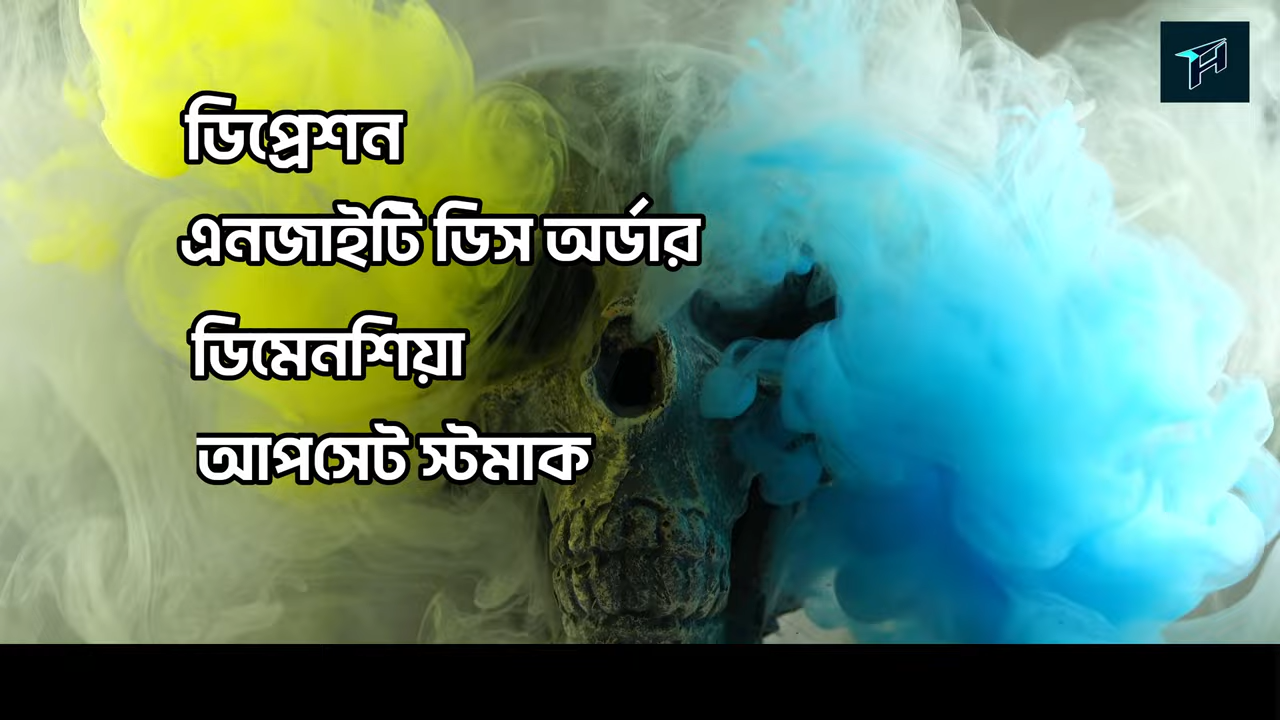 ডিপ্রেশন
এনজাইটি ডিস অর্ডার
ডিমেনশিয়া
আপসেট স্টমাক